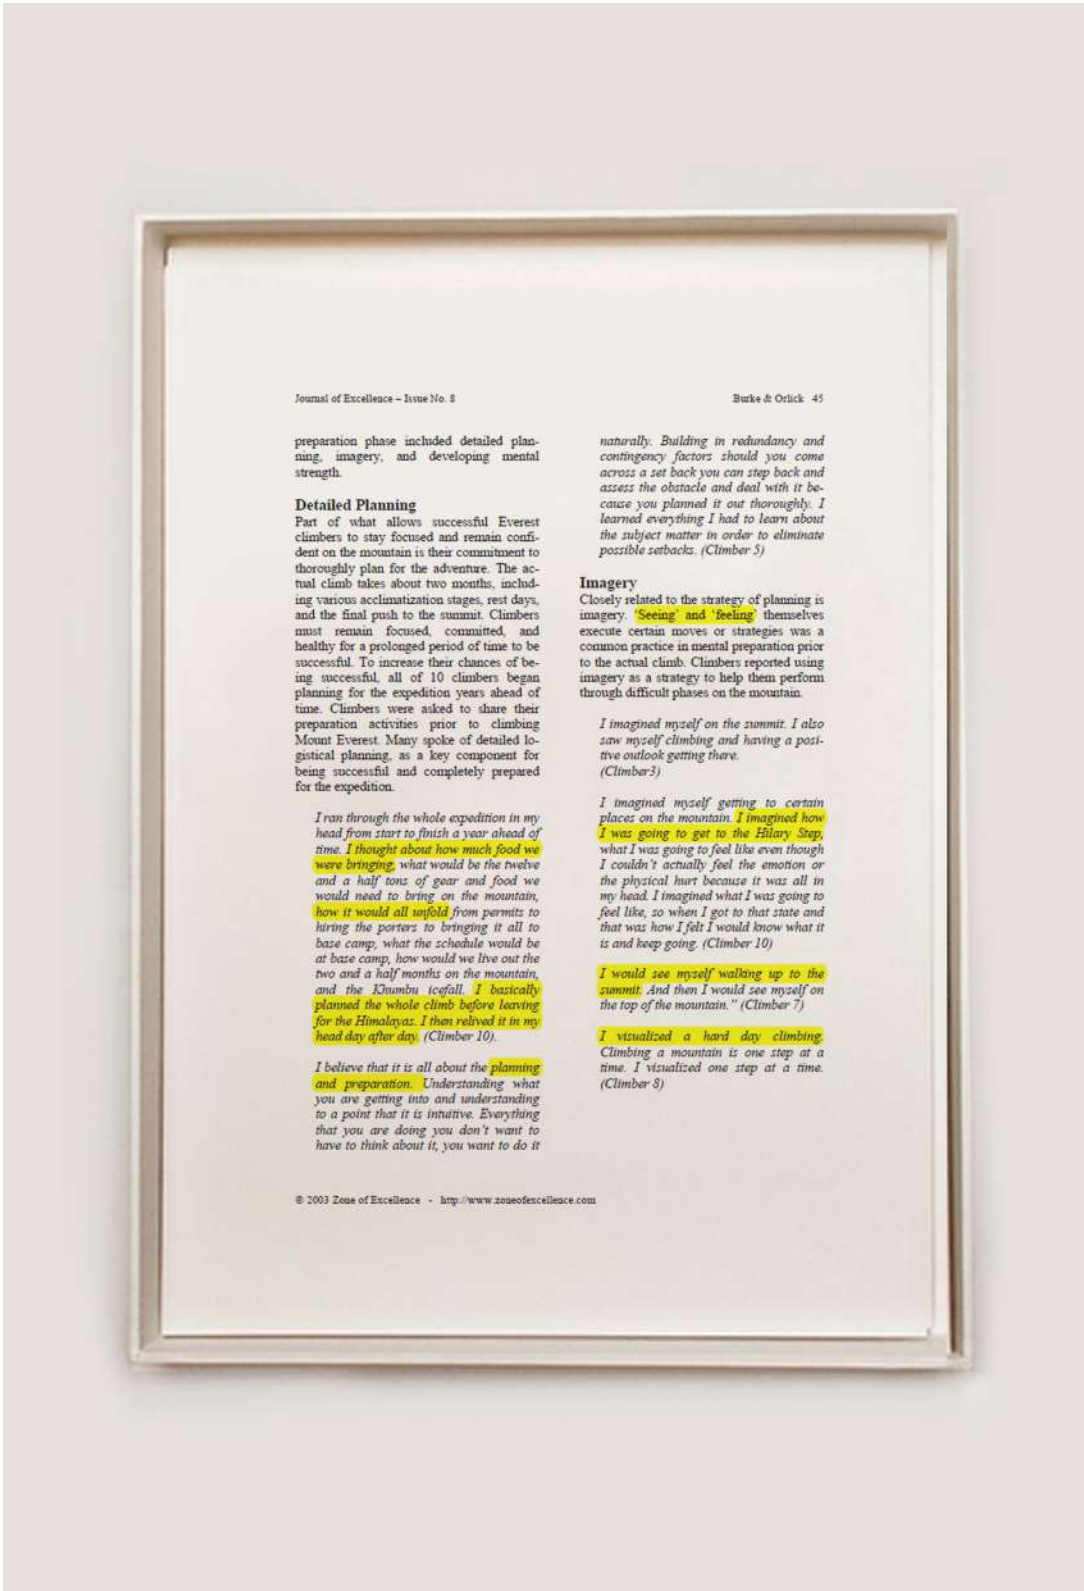 Journal of Excellence – Issue No. 8
Burke & Orlick 45
preparation phase included detailed plan-
ning, imagery, and developing mental
strength.
Detailed Planning
Part of what allows successful Everest
climbers to stay focused and remain confi-
dent on the mountain is their commitment to
thoroughly plan for the adventure. The ac-
tual climb takes about two months, includ-
ing various acclimatization stages, rest days,
and the final push to the summit. Climbers
must remain focused, committed, and
healthy for a prolonged period of time to be
successful. To increase their chances of be-
ing successful, all of 10 climbers began
planning for the expedition years ahead of
time. Climbers were asked to share their
preparation activities prior to climbing
Mount Everest. Many spoke of detailed lo-
gistical planning, as a key component for
being successful and completely prepared
for the expedition.
I ran through the whole expedition in my
head from start to finish a year ahead of
time. I thought about how much food we
were bringing, what would be the twelve
and a half tons of gear and food we
would need to bring on the mountain,
how it would all unfold from permits to
hiring the porters to bringing it all to
base camp, what the schedule would be
at base camp, how would we live out the
two and a half months on the mountain,
and the Khumbu icefall. I basically
planned the whole climb before leaving
for the Himalayas. I then relived it in my
head day after day. (Climber 10).
I believe that it is all about the planning
and preparation. Understanding what
you are getting into and understanding
to a point that it is intuitive. Everything
that you are doing you don't want to
have to think about it, you want to do it
naturally. Building in redundancy and
contingency factors should you come
across a set back you can step back and
assess the obstacle and deal with it be-
cause you planned it out thoroughly. I
learned everything I had to learn about
the subject matter in order to eliminate
possible setbacks. (Climber 5)
Imagery
Closely related to the strategy of planning is
imagery. 'Seeing' and 'feeling' themselves
execute certain moves or strategies was a
common practice in mental preparation prior
to the actual climb. Climbers reported using
imagery as a strategy to help them perform
through difficult phases on the mountain.
I imagined myself on the summit. I also
saw myself climbing and having a posi-
tive outlook getting there.
(Climber3)
I imagined myself getting to certain
places on the mountain. I imagined how
I was going to get to the Hilary Step,
what I was going to feel like even though
I couldn't actually feel the emotion or
the physical hurt because it was all in
my head. I imagined what I was going to
feel like, so when I got to that state and
that was how I felt I would know what it
is and keep going. (Climber 10)
I would see myself walking up to the
summit. And then I would see myself on
the top of the mountain." (Climber 7)
I visualized a hard day climbing.
Climbing a mountain is one step at a
time. I visualized one step at a time.
(Climber 8)
© 2003 Zone of Excellence - http://www.zoneofexcellence.com